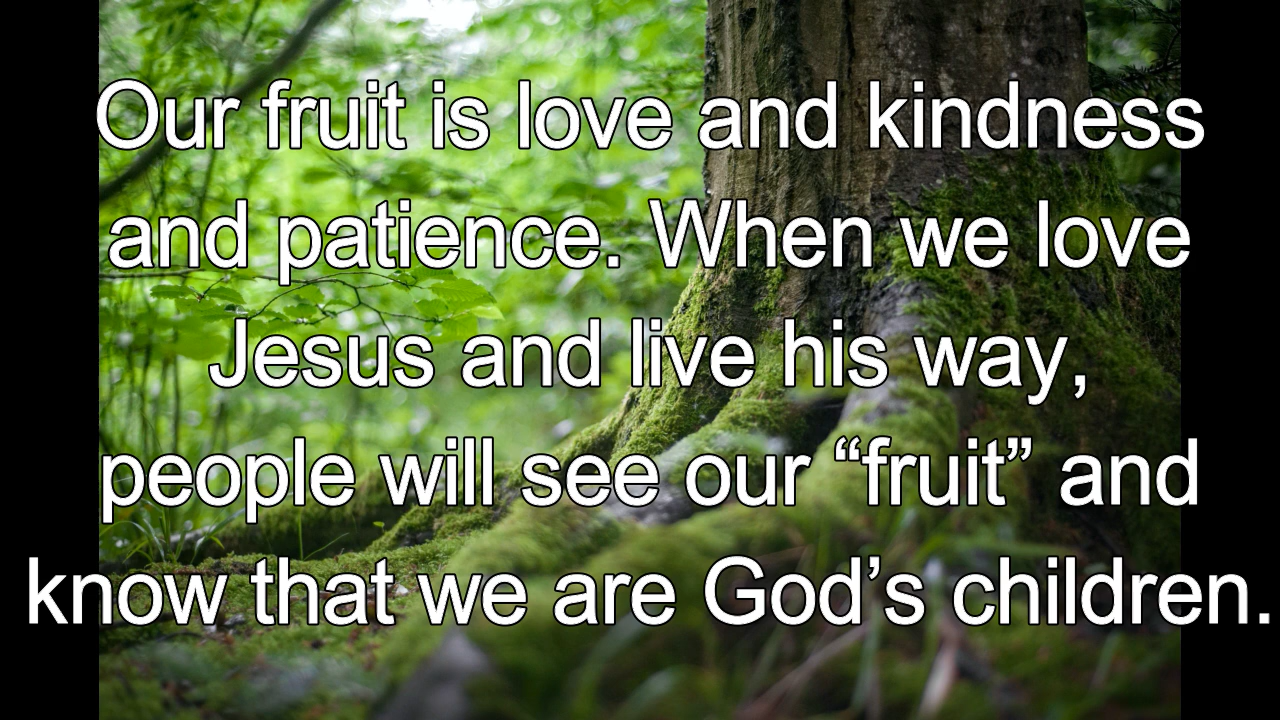 Our fruit is love and kindness
and patience. When we love
Jesus and live his way,
people will see our “fruit” and
know that we are God’s children.